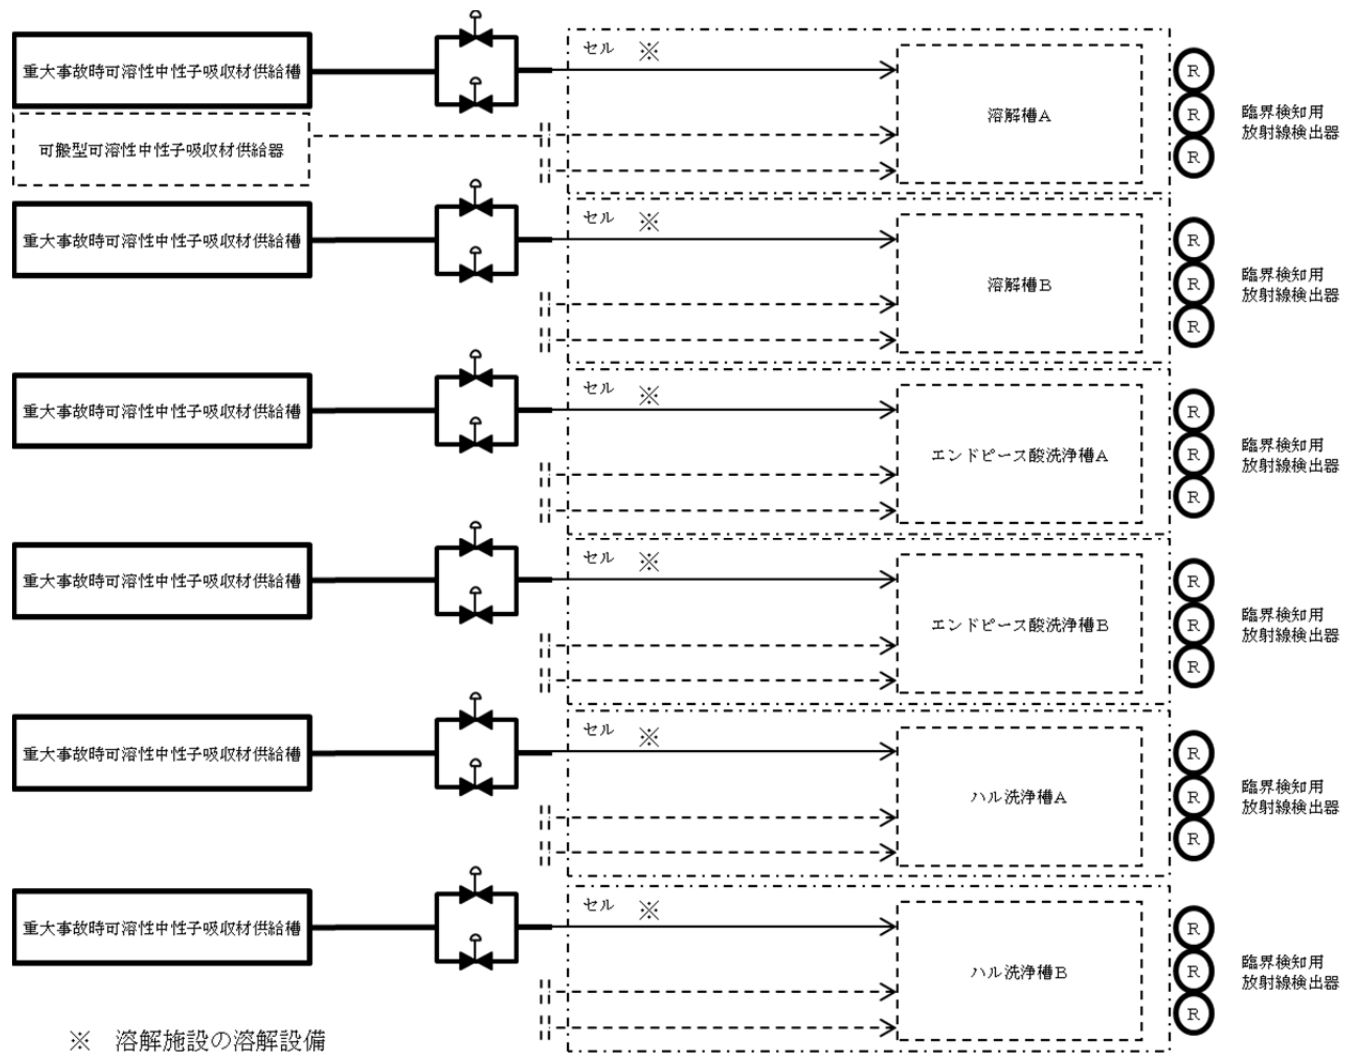 セル ※
重大事故時可溶性中性子吸収材供給槽
R
R
R
溶解槽A
臨界検知用
放射線検出器
可搬型可溶性中性子吸収材供給器
セル ※
重大事故時可溶性中性子吸収材供給槽
R
R
R
溶解槽B
臨界検知用
放射線検出器
セル ※
重大事故時可溶性中性子吸収材供給槽
R
R
R
エンドピース酸洗浄槽A
臨界検知用
放射線検出器
セル ※
重大事故時可溶性中性子吸収材供給槽
R
R
R
エンドピース酸洗浄槽B
臨界検知用
放射線検出器
セル ※
重大事故時可溶性中性子吸収材供給槽
R
R
R
ハル洗浄槽A
臨界検知用
放射線検出器
セル ※
重大事故時可溶性中性子吸収材供給槽
R
R
R
ハル洗浄槽B
臨界検知用
放射線検出器
※ 溶解施設の溶解設備